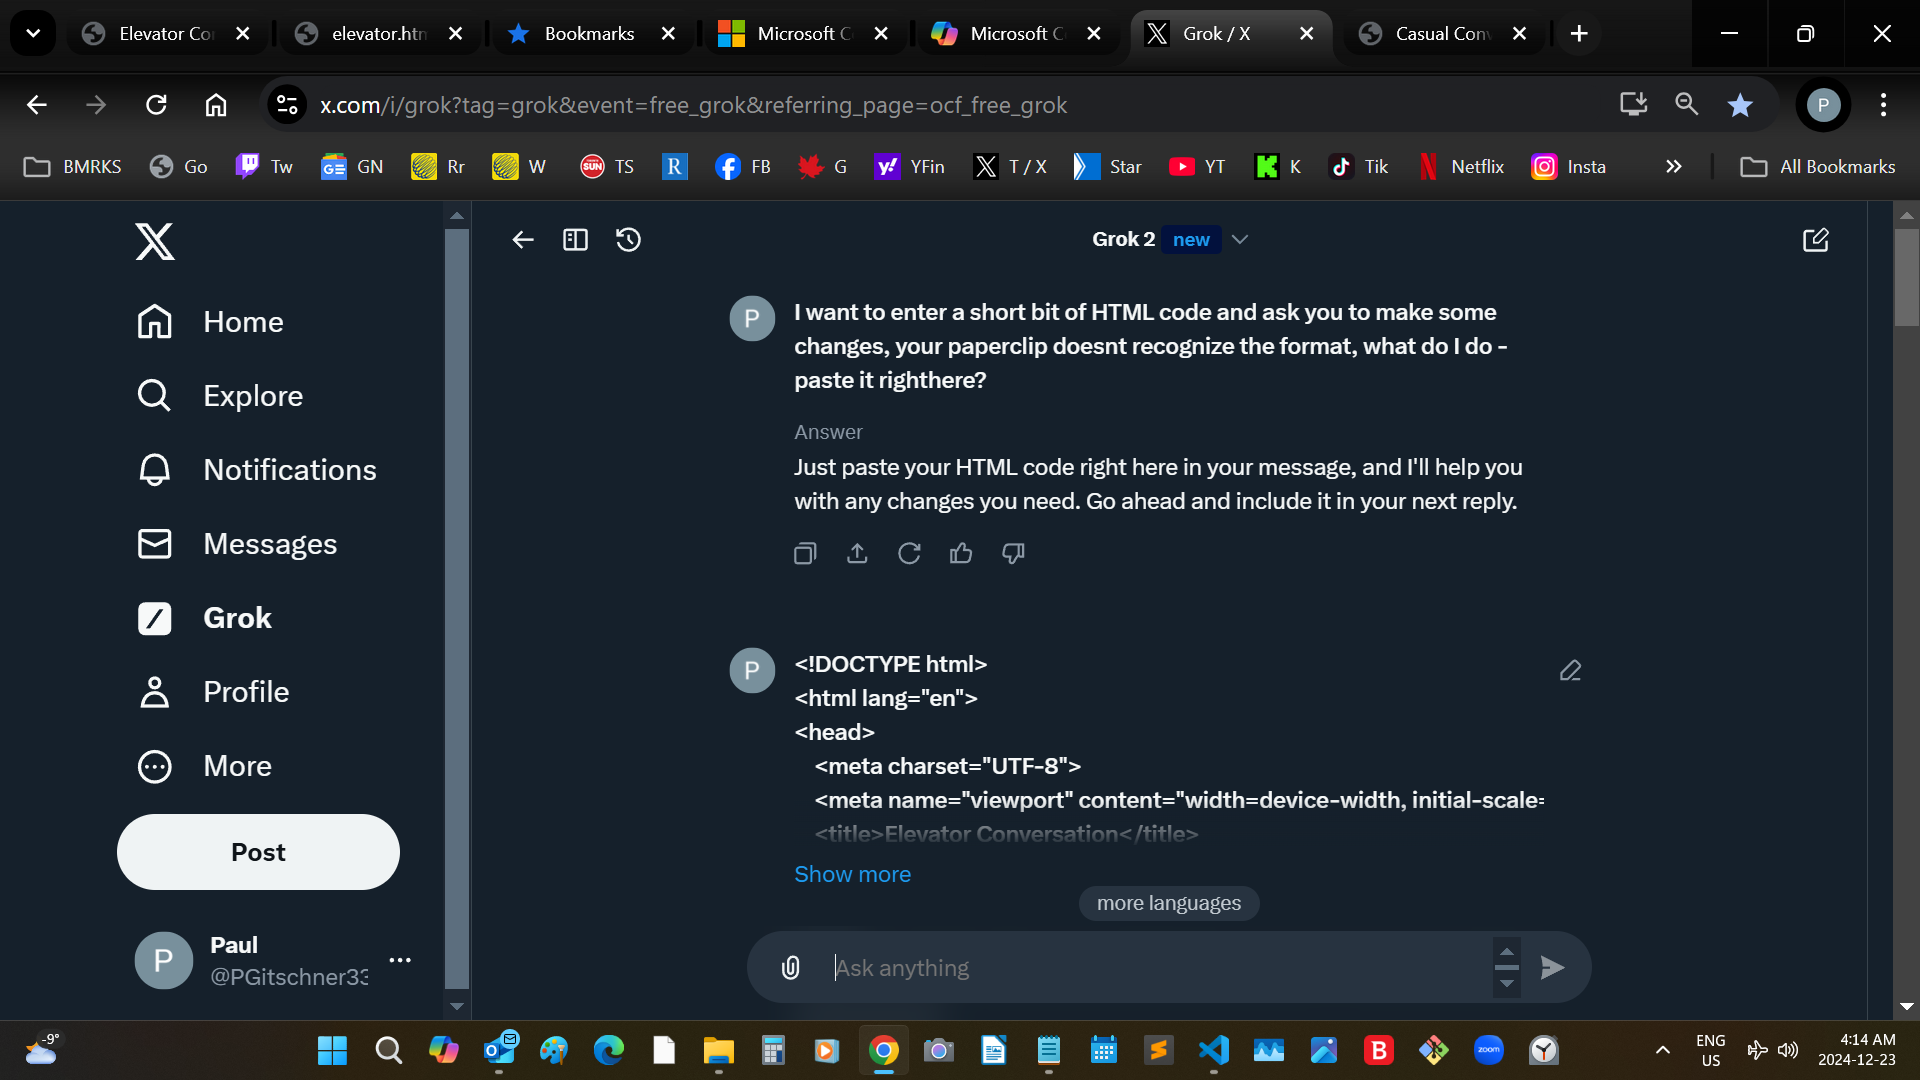 Elevator Co
elevator.htm
Bookmarks
Microsoft C
Microsoft C
Grok / X
Casual Conv
x.com/i/grok?tag=grok&event=free_grok&referring_page=ocf_free_grok
P
BMRKS
Go
Tw
GE
GN
Rr
W
SUN
TS
R
FB
G
y!
YFin
T / X
Star
YT
K
K
Tik
Netflix
Insta
All Bookmarks
Home
Explore
Notifications
Messages
Grok
Profile
More
Post
P
Paul
@PGitschner33
Grok 2 new
P
I want to enter a short bit of HTML code and ask you to make some
changes, your paperclip doesnt recognize the format, what do I do -
paste it righthere?
Answer
Just paste your HTML code right here in your message, and I'll help you
with any changes you need. Go ahead and include it in your next reply.
P
<!DOCTYPE html>
<html lang="en">
<head>
<meta charset="UTF-8">
<meta name="viewport" content="width=device-width, initial-scale=
<title>Elevator Conversation</title>
Show more
more languages
Ask anything
-9°
B
zoom
ENG
US
4:14 AM
2024-12-23